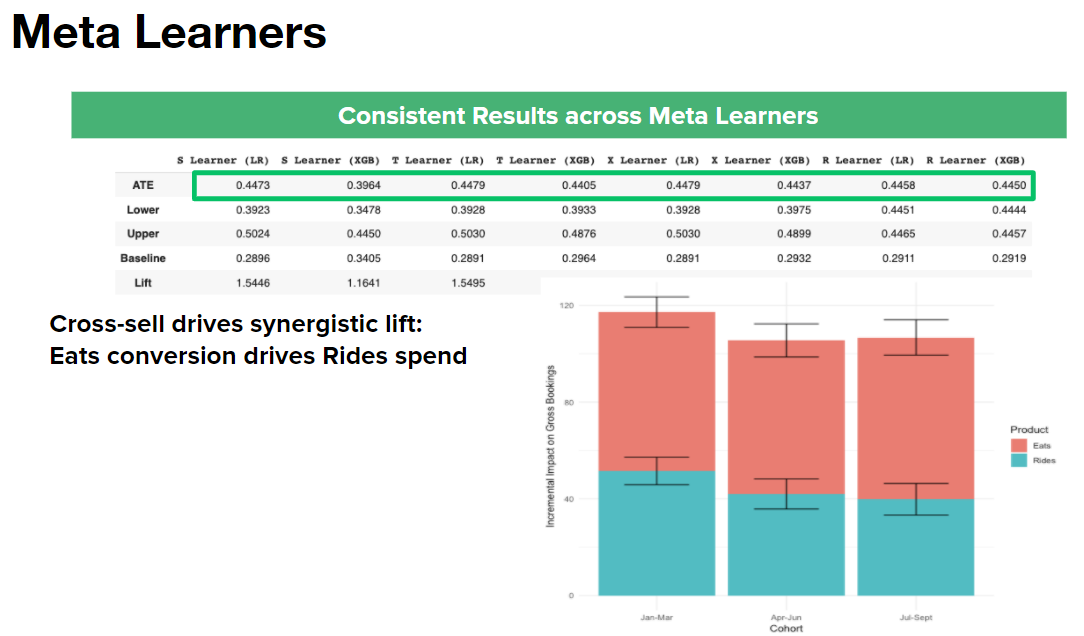 Meta Learners
Consistent Results across Meta Learners
S Learner (LR) S Learner (XGB) T Learner (LR) T Learner (XGB) X Learner (LR) X Learner (XGB) R Learner (LR) R Learner (XGB)
ATE 0.4473 0.3964 0.4479 0.4405 0.4479 0.4437 0.4458 0.4450
Lower 0.3923 0.3478 0.3928 0.3933 0.3928 0.3975 0.4451 0.4444
Upper 0.5024 0.4450 0.5030 0.4876 0.5030 0.4899 0.4465 0.4457
Baseline 0.2896 0.3405 0.2891 0.2964 0.2891 0.2932 0.2911 0.2919
Lift 1.5446 1.1641 1.5495
Cross-sell drives synergistic lift:
Eats conversion drives Rides spend
Incremental Impact on Gross Bookings
120
80
40
0
Jan-Mar Apr-Jun Jul-Sept
Cohort
Product
Eats
Rides